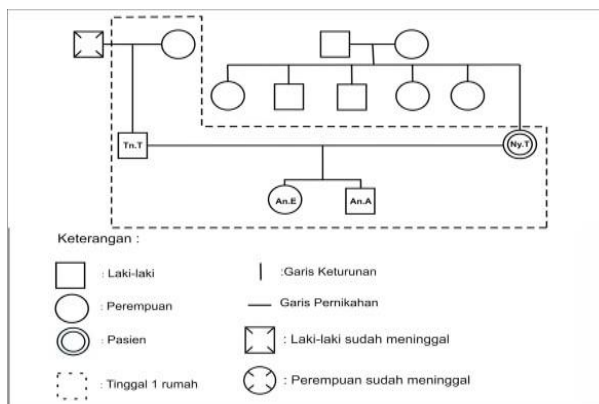 Tn.T
Ny.T
An.E
An.A
Keterangan :
: Laki-laki
: Perempuan
: Pasien
: Tinggal 1 rumah
:Garis Keturunan
Garis Pernikahan
: Laki-laki sudah meninggal
: Perempuan sudah meninggal